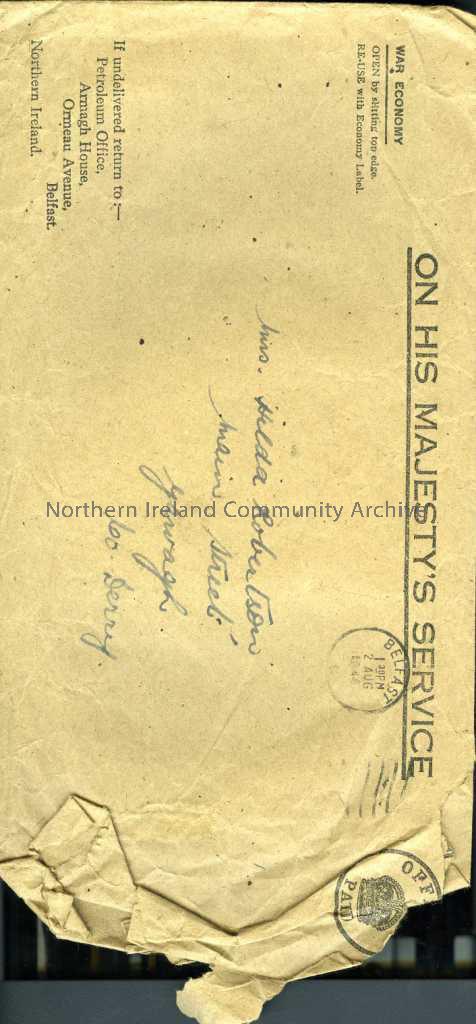 WAR ECONOMY
OPEN by slitting top edge.
RE-USE with Economy Label.
ON HIS MAJESTY'S SERVICE
BELFAST
2 AUG
OFF
PAID
Miss. Hilda Robertson
Main Street
Garvagh
Co Derry.
If undelivered return to:—
Petroleum Office,
Armagh House,
Ormeau Avenue,
Belfast.
Northern Ireland.
Northern Ireland Community Archive